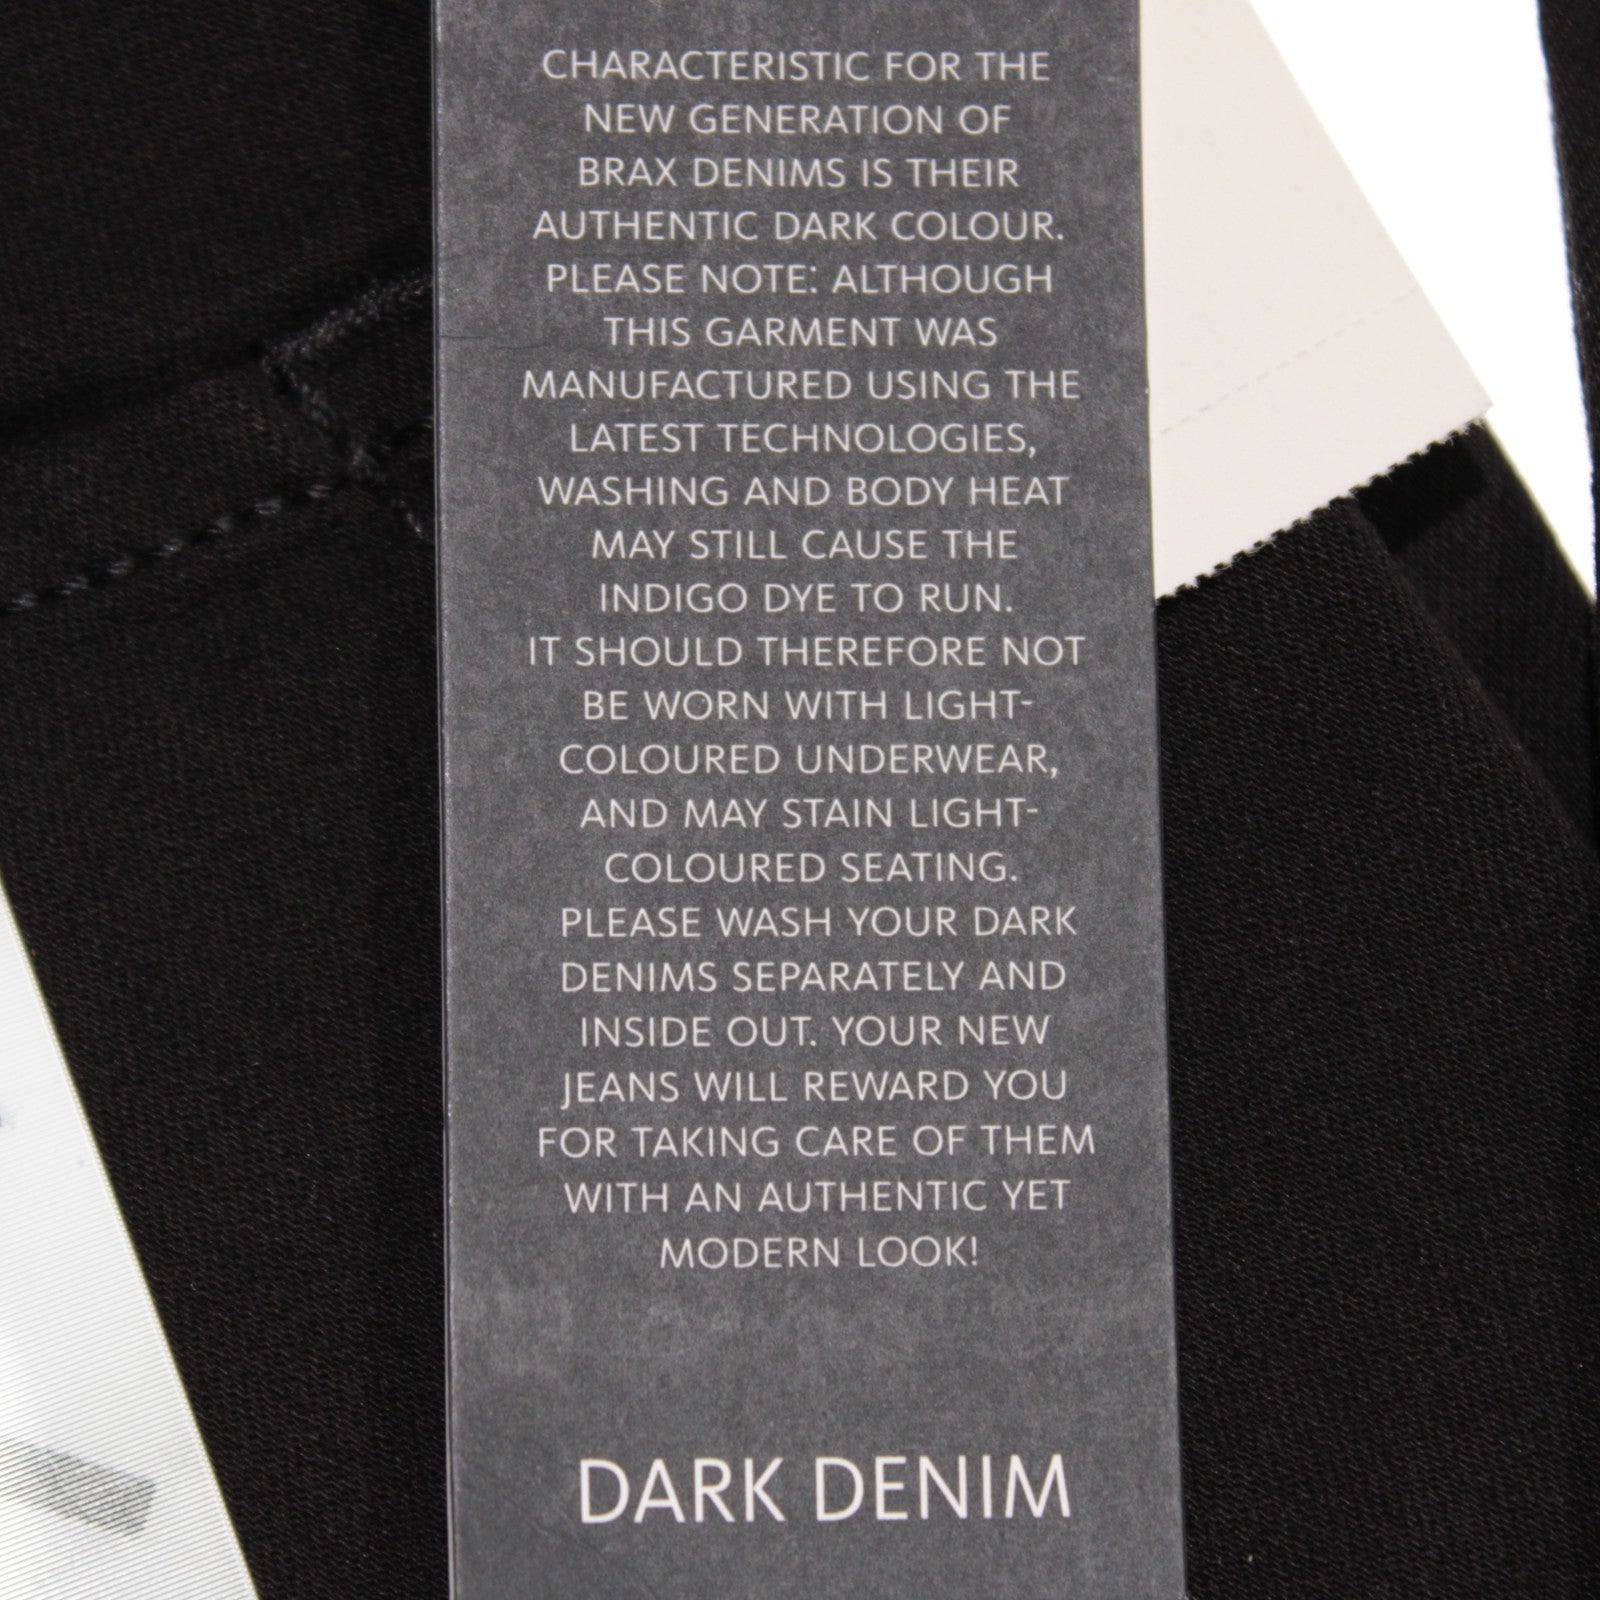 CHARACTERISTIC FOR THE
NEW GENERATION OF
BRAX DENIMS IS THEIR
AUTHENTIC DARK COLOUR.
PLEASE NOTE: ALTHOUGH
THIS GARMENT WAS
MANUFACTURED USING THE
LATEST TECHNOLOGIES,
WASHING AND BODY HEAT
MAY STILL CAUSE THE
INDIGO DYE TO RUN.
IT SHOULD THEREFORE NOT
BE WORN WITH LIGHT-
COLOURED UNDERWEAR,
AND MAY STAIN LIGHT-
COLOURED SEATING.
PLEASE WASH YOUR DARK
DENIMS SEPARATELY AND
INSIDE OUT. YOUR NEW
JEANS WILL REWARD YOU
FOR TAKING CARE OF THEM
WITH AN AUTHENTIC YET
MODERN LOOK!
DARK DENIM